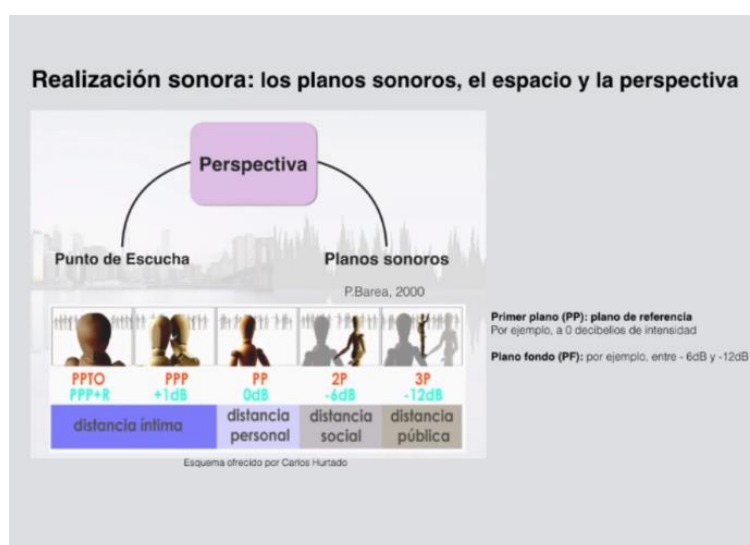 Realización sonora: los planos sonoros, el espacio y la perspectiva
Perspectiva
Punto de Escucha
Planos sonoros
P.Barea, 2000
PPTO PPP PP 2P 3P
PPP+R +1dB 0dB -6dB -12dB
distancia íntima
distancia personal
distancia social
distancia pública
Esquema ofrecido por Carlos Hurtado
Primer plano (PP): plano de referencia
Por ejemplo, a 0 decibelios de intensidad
Plano fondo (PF): por ejemplo, entre - 6dB y -12dB